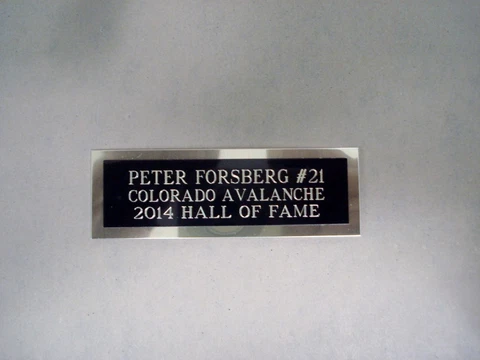 PETER FORSBERG #21
COLORADO AVALANCHE
2014 HALL OF FAME